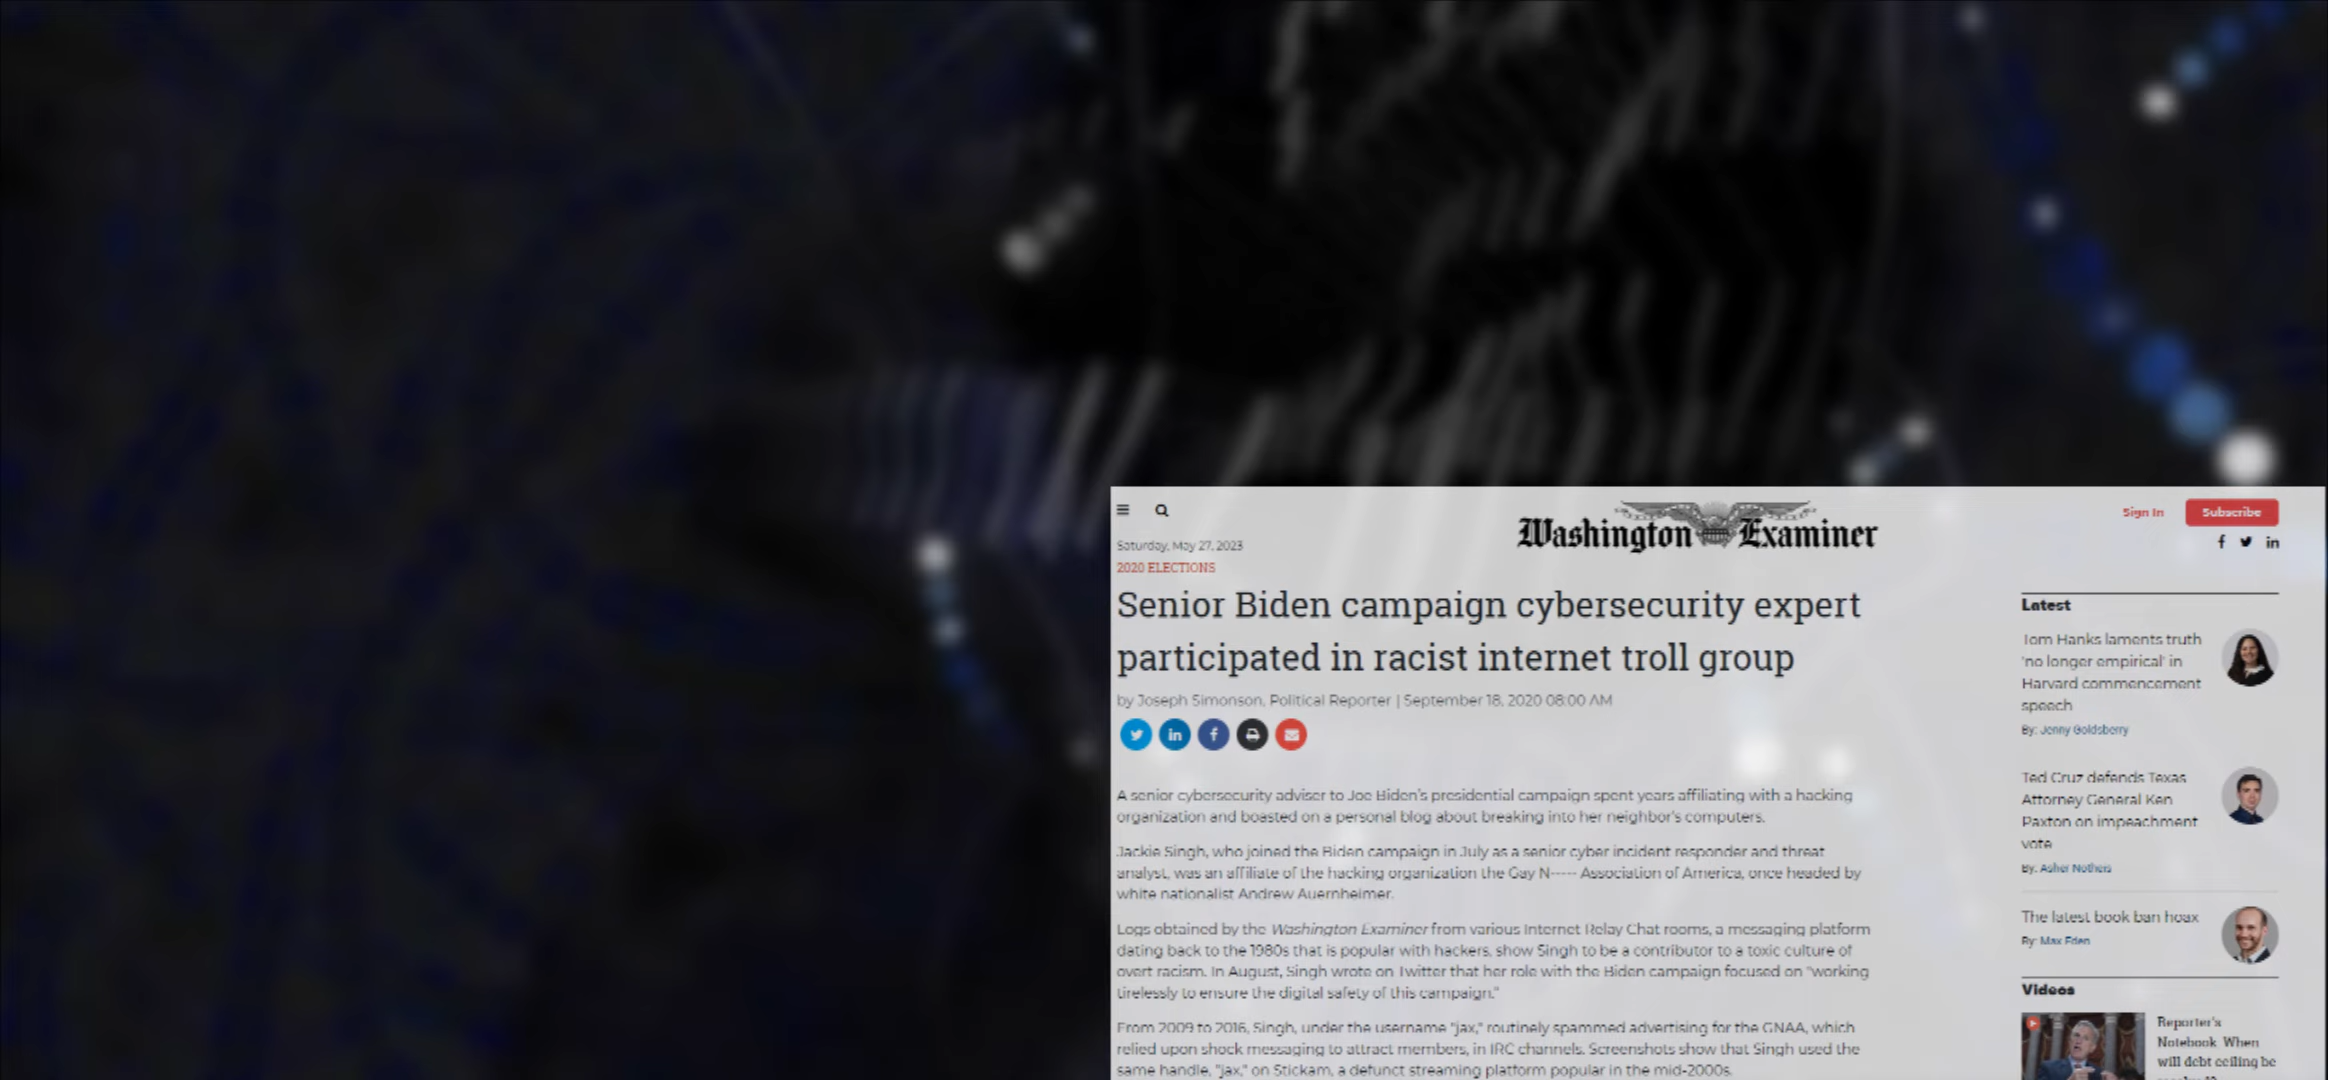 Washington Examiner
Sign In
Subscribe
Saturday, May 27, 2023
2020 ELECTIONS
Senior Biden campaign cybersecurity expert
participated in racist internet troll group
by Joseph Simonson, Political Reporter | September 18, 2020 08:00 AM
A senior cybersecurity adviser to Joe Biden's presidential campaign spent years affiliating with a hacking
organization and boasted on a personal blog about breaking into her neighbor's computers.
Jackie Singh, who joined the Biden campaign in July as a senior cyber incident responder and threat
analyst, was an affiliate of the hacking organization the Gay N----- Association of America, once headed by
white nationalist Andrew Auernheimer.
Logs obtained by the Washington Examiner from various Internet Relay Chat rooms, a messaging platform
dating back to the 1980s that is popular with hackers, show Singh to be a contributor to a toxic culture of
overt racism. In August, Singh wrote on Twitter that her role with the Biden campaign focused on "working
tirelessly to ensure the digital safety of this campaign."
From 2009 to 2016, Singh, under the username "jax," routinely spammed advertising for the GNAA, which
relied upon shock messaging to attract members, in IRC channels. Screenshots show that Singh used the
same handle, "jax," on Stickam, a defunct streaming platform popular in the mid-2000s.
Latest
Tom Hanks laments truth
'no longer empirical' in
Harvard commencement
speech
By: Jenny Goldsberry
Ted Cruz defends Texas
Attorney General Ken
Paxton on impeachment
vote
By: Asher Notheis
The latest book ban hoax
By: Max Eden
Videos
Reporter's
Notebook: When
will debt ceiling be